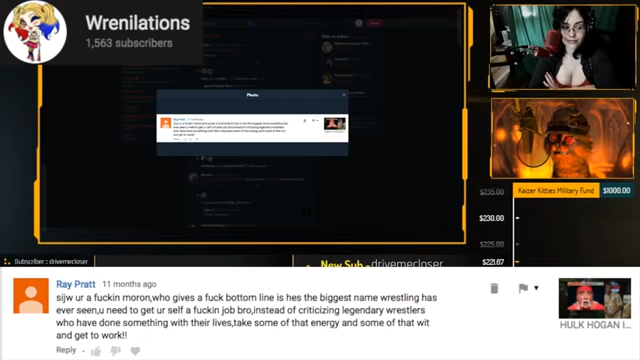 Wrenilations
1,563 subscribers
Photo
Ray Pratt
$235.00
Kaizer Kitties Military Fund $1000.00
$230.00
$225.00
$221.67
Subscriber : drivemecloser
New Sub - drivemecloser
Ray Pratt 11 months ago
sijw ur a fuckin moron,who gives a fuck bottom line is hes the biggest name wrestling has
ever seen,u need to get ur self a fuckin job bro,instead of criticizing legendary wrestlers
who have done something with their lives,take some of that energy and some of that wit
and get to work!!
Reply
HULK HOGAN I...